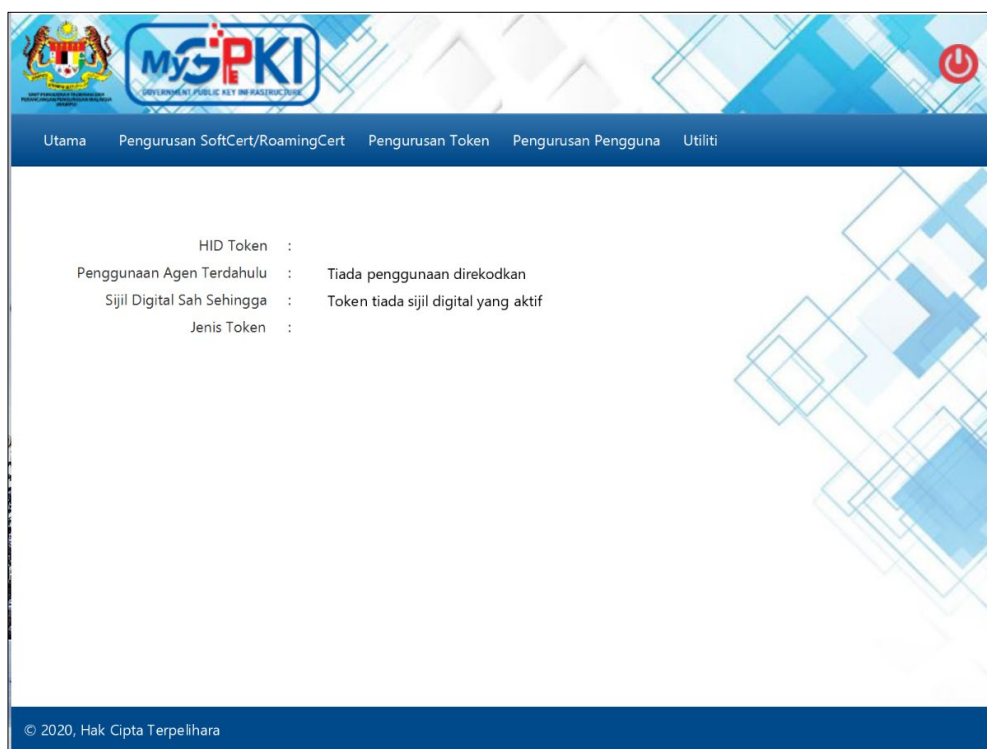 MyGPKI
GOVERNMENT PUBLIC KEY INFRASTRUCTURE
Utama Pengurusan SoftCert/RoamingCert Pengurusan Token Pengurusan Pengguna Utiliti
HID Token :
Penggunaan Agen Terdahulu : Tiada penggunaan direkodkan
Sijil Digital Sah Sehingga : Token tiada sijil digital yang aktif
Jenis Token :
© 2020, Hak Cipta Terpelihara